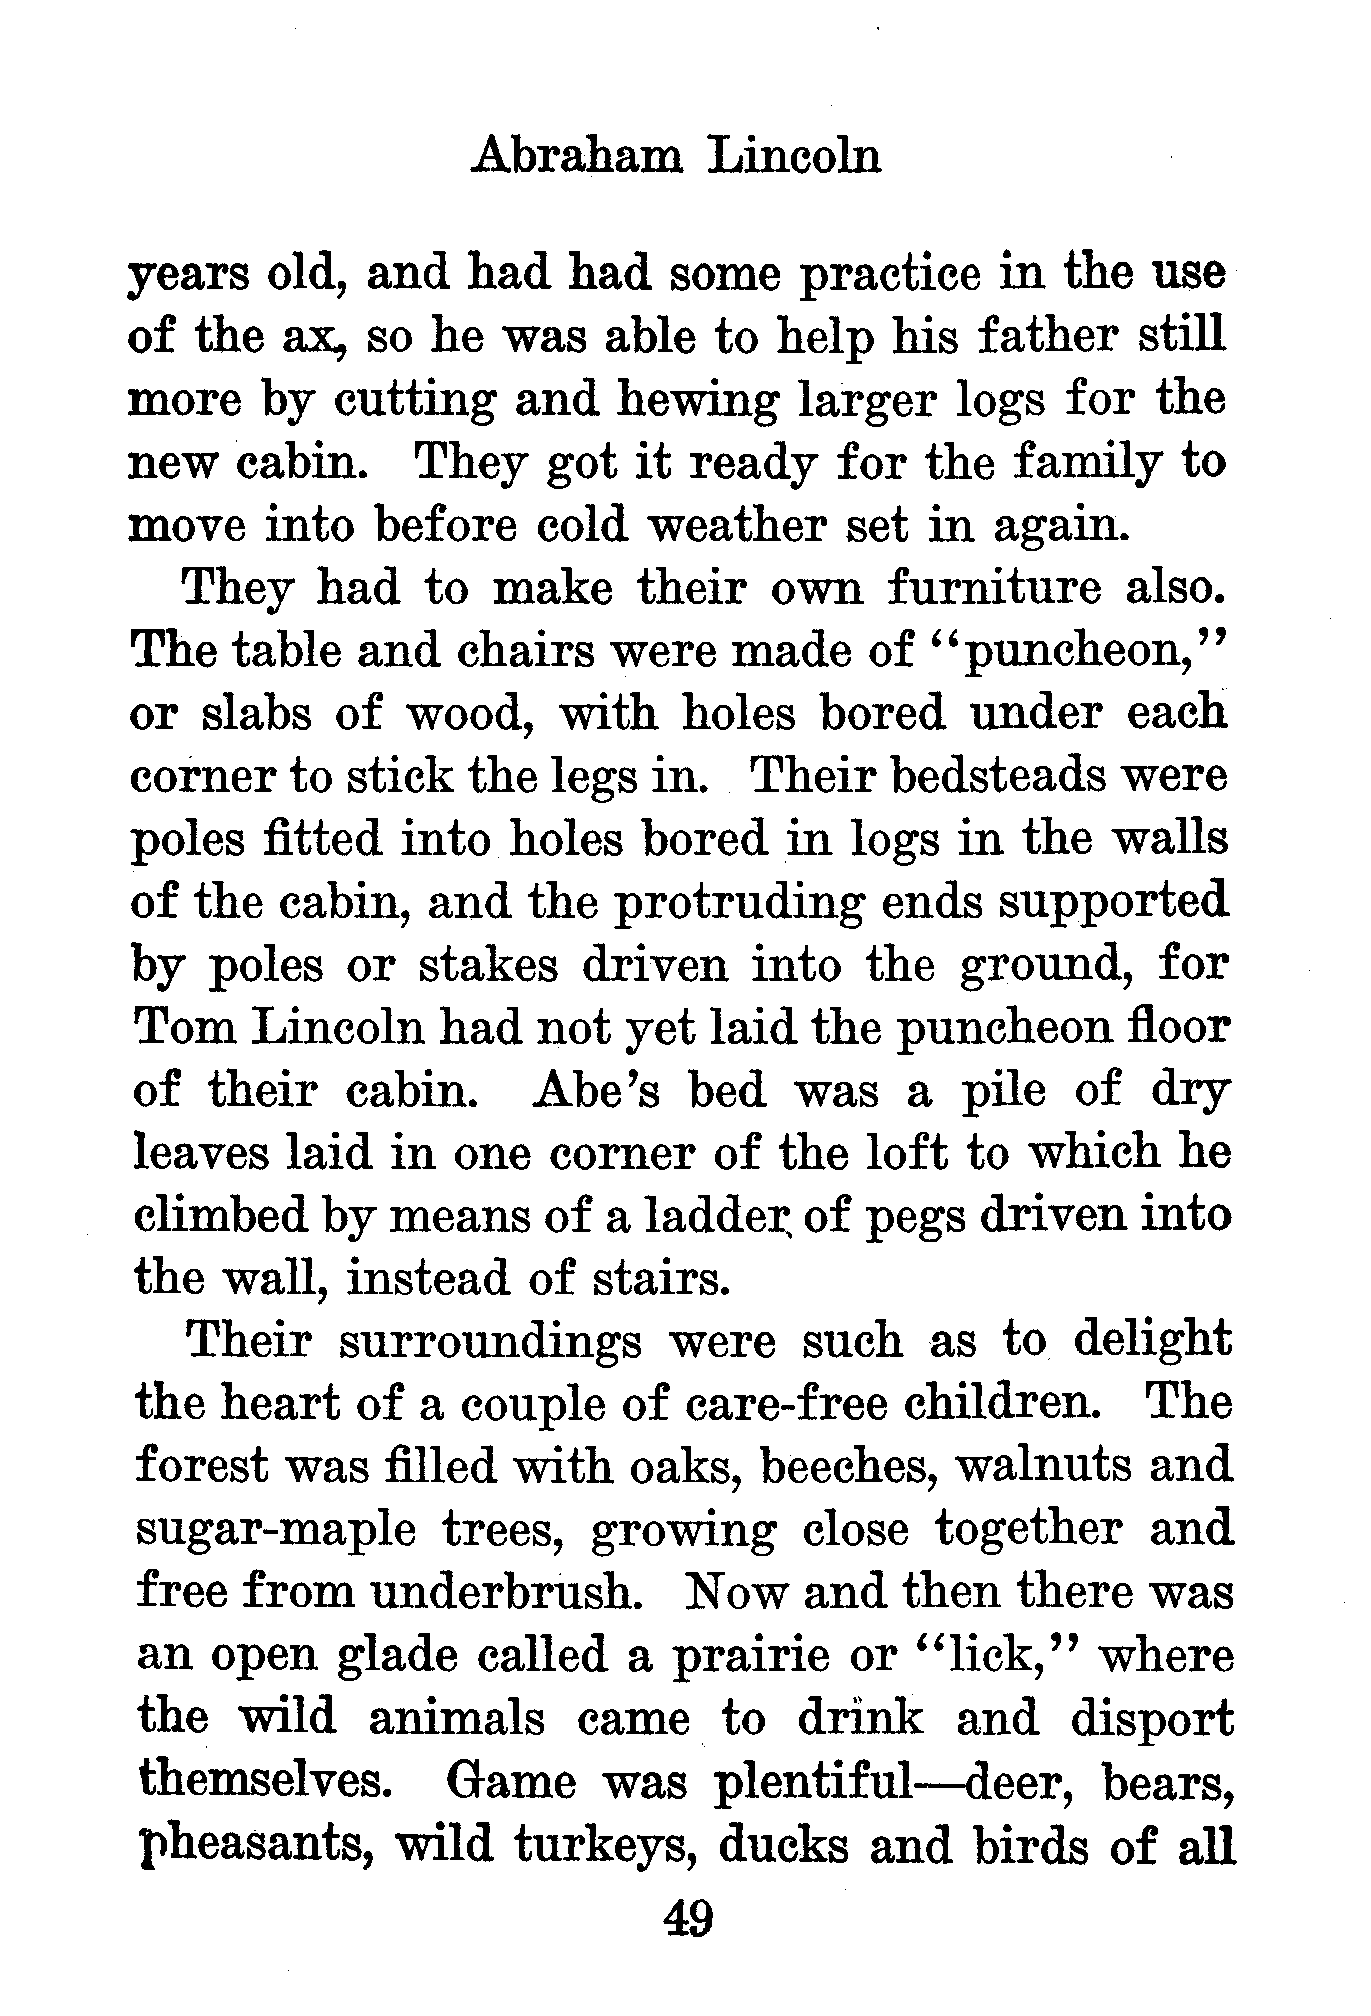 Abraham Lincoln
years old, and had had some practice in the use
of the ax, so he was able to help his father still
more by cutting and hewing larger logs for the
new cabin. They got it ready for the family to
move into before cold weather set in again.
They had to make their own furniture also.
The table and chairs were made of “puncheon,”
or slabs of wood, with holes bored under each
corner to stick the legs in. Their bedsteads were
poles fitted into holes bored in logs in the walls
of the cabin, and the protruding ends supported
by poles or stakes driven into the ground, for
Tom Lincoln had not yet laid the puncheon floor
of their cabin. Abe’s bed was a pile of dry
leaves laid in one corner of the loft to which he
climbed by means of a ladder of pegs driven into
the wall, instead of stairs.
Their surroundings were such as to delight
the heart of a couple of care-free children. The
forest was filled with oaks, beeches, walnuts and
sugar-maple trees, growing close together and
free from underbrush. Now and then there was
an open glade called a prairie or “lick,” where
the wild animals came to drink and disport
themselves. Game was plentiful—deer, bears,
pheasants, wild turkeys, ducks and birds of all
49